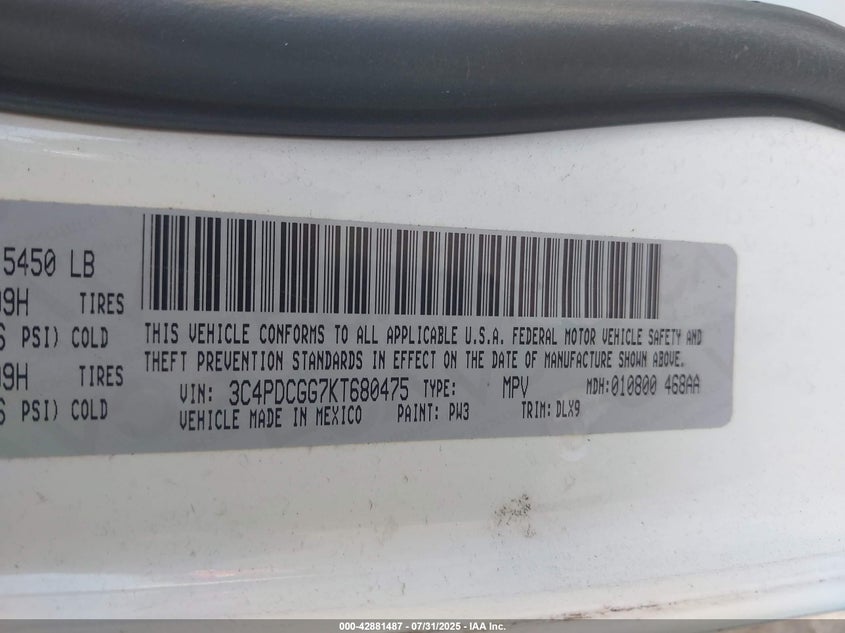 5450 LB
99H TIRES
PSI) COLD
99H TIRES
PSI) COLD
THIS VEHICLE CONFORMS TO ALL APPLICABLE U.S.A. FEDERAL MOTOR VEHICLE SAFETY AND
THEFT PREVENTION STANDARDS IN EFFECT ON THE DATE OF MANUFACTURE SHOWN ABOVE.
VIN: 3C4PDCGG7KT680475 TYPE: MPV MDH:010800 468AA
VEHICLE MADE IN MEXICO PAINT: PW3 TRIM: DLX9
000-42881487 - 07/31/2025 - IAA Inc.